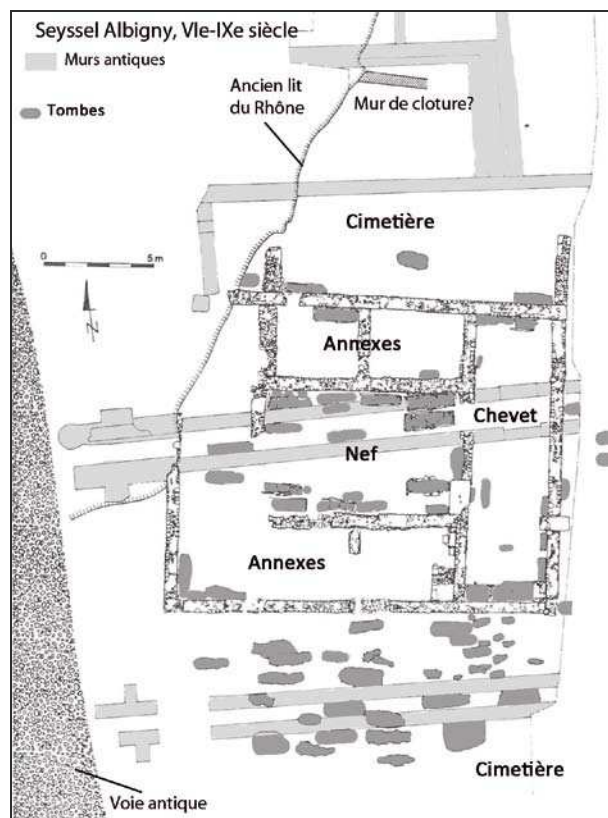 Seyssel Albigny, VIe-IXe siècle
Murs antiques
Tombes
Ancien lit
du Rhône
Mur de cloture?
Cimetière
5 m
0
N
Annexes
Chevet
Nef
Annexes
Cimetière
Voie antique